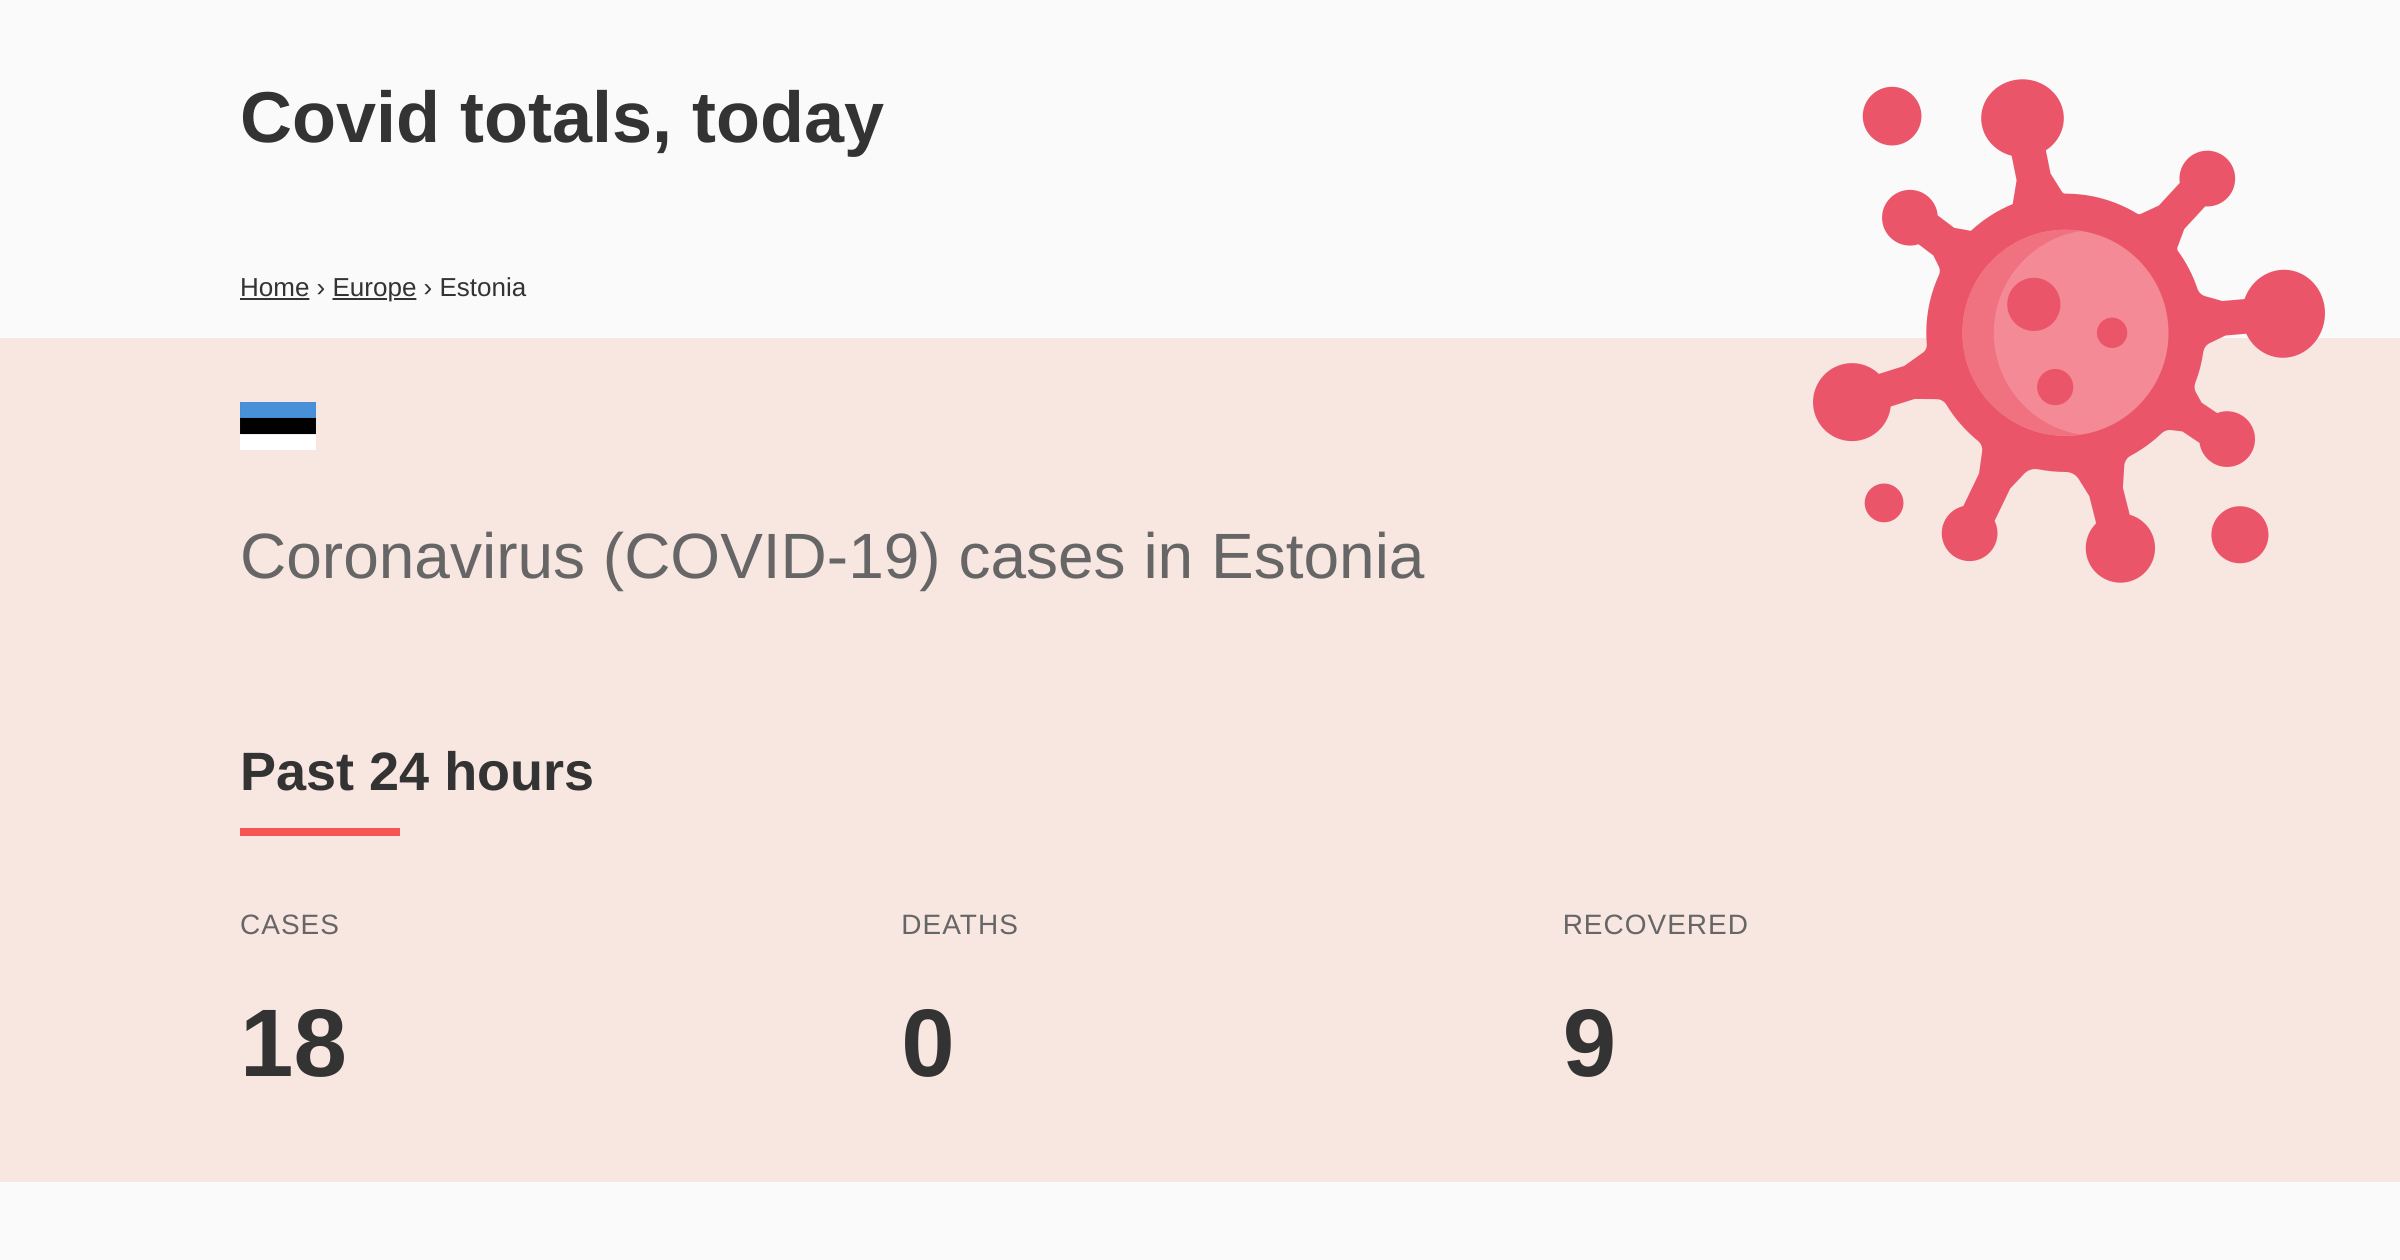 Covid totals, today
Home › Europe › Estonia
Coronavirus (COVID-19) cases in Estonia
Past 24 hours
CASES DEATHS RECOVERED
18 0 9